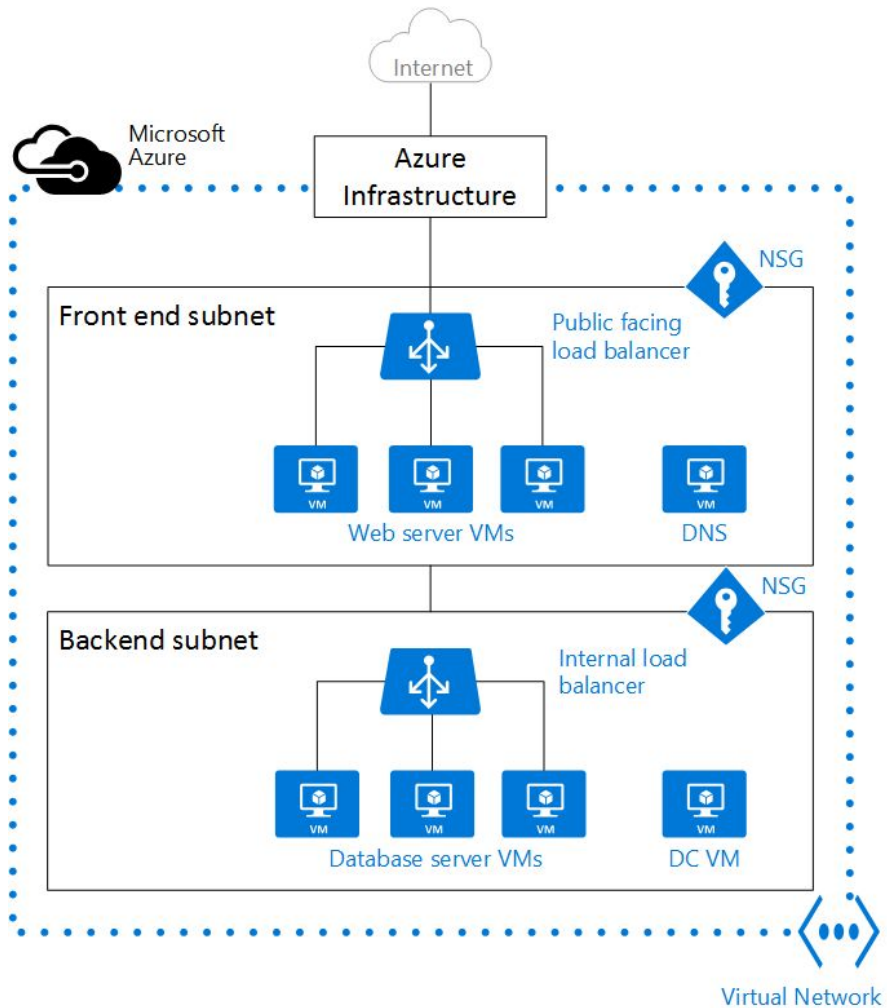 Internet
Microsoft
Azure
Azure
Infrastructure
NSG
Front end subnet
Public facing
load balancer
VM
VM
VM
VM
Web server VMs
DNS
NSG
Backend subnet
Internal load
balancer
VM
VM
VM
VM
Database server VMs
DC VM
Virtual Network